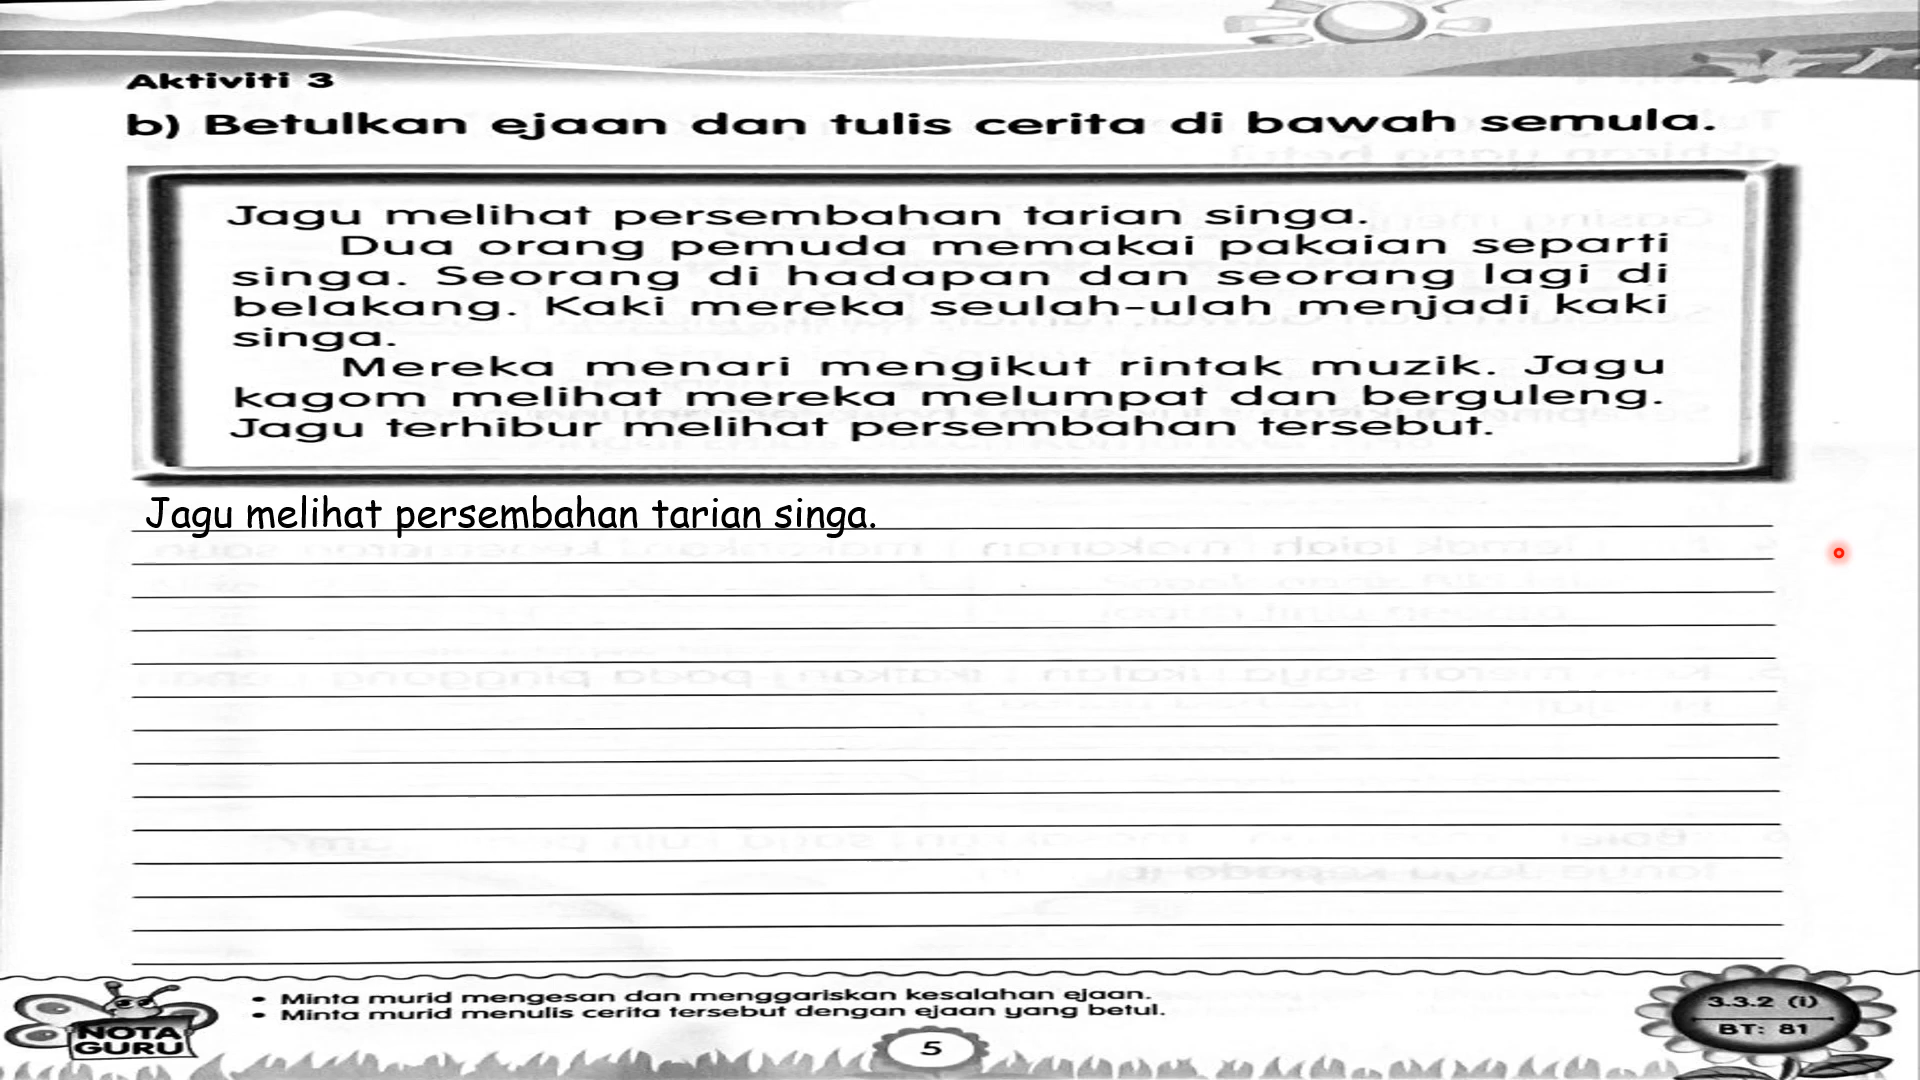 Aktiviti 3
b) Betulkan ejaan dan tulis cerita di bawah semula.
Jagu melihat persembahan tarian singa.
Dua orang pemuda memakai pakaian separti
singa. Seorang di hadapan dan seorang lagi di
belakang. Kaki mereka seulah-ulah menjadi kaki
singa.
Mereka menari mengikut rintak muzik. Jagu
kagom melihat mereka melumpat dan berguleng.
Jagu terhibur melihat persembahan tersebut.
Jagu melihat persembahan tarian singa.
• Minta murid mengesan dan menggariskan kesalahan ejaan.
• Minta murid menulis cerita tersebut dengan ejaan yang betul.
NOTA
GURU
5
3.3.2 (i)
BT: 81